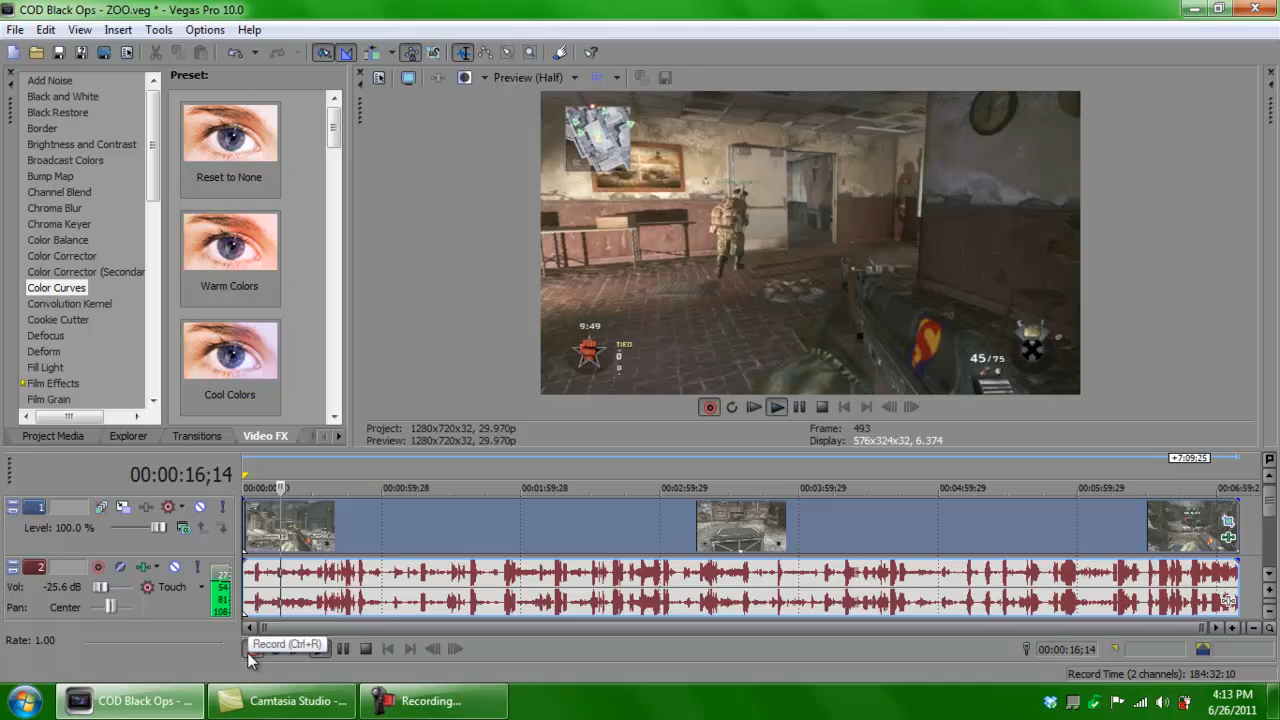 COD Black Ops - ZOO.veg * - Vegas Pro 10.0
File Edit View Insert Tools Options Help
Add Noise
Black and White
Black Restore
Border
Brightness and Contrast
Broadcast Colors
Bump Map
Channel Blend
Chroma Blur
Chroma Keyer
Color Balance
Color Corrector
Color Corrector (Secondar
Color Curves
Convolution Kernel
Cookie Cutter
Defocus
Deform
Fill Light
Film Effects
Film Grain
Preset:
Reset to None
Warm Colors
Cool Colors
Project Media Explorer Transitions Video FX
Preview (Half)
9:49
TIED
0
0
45/75
Project: 1280x720x32, 29.970p
Preview: 1280x720x32, 29.970p
Frame: 493
Display: 576x324x32, 6.374
+7:09:25
00:00:16;14
00:00:59:28 00:01:59:28 00:02:59:29 00:03:59:29 00:04:59:29 00:05:59:29 00:06:59:2
1
Level: 100.0 %
2
Vol: -25.6 dB Touch
Pan: Center
27
54
81
108
Rate: 1.00
Record (Ctrl+R)
00:00:16;14
Record Time (2 channels): 184:32:10
COD Black Ops - ... Camtasia Studio -... Recording...
4:13 PM
6/26/2011